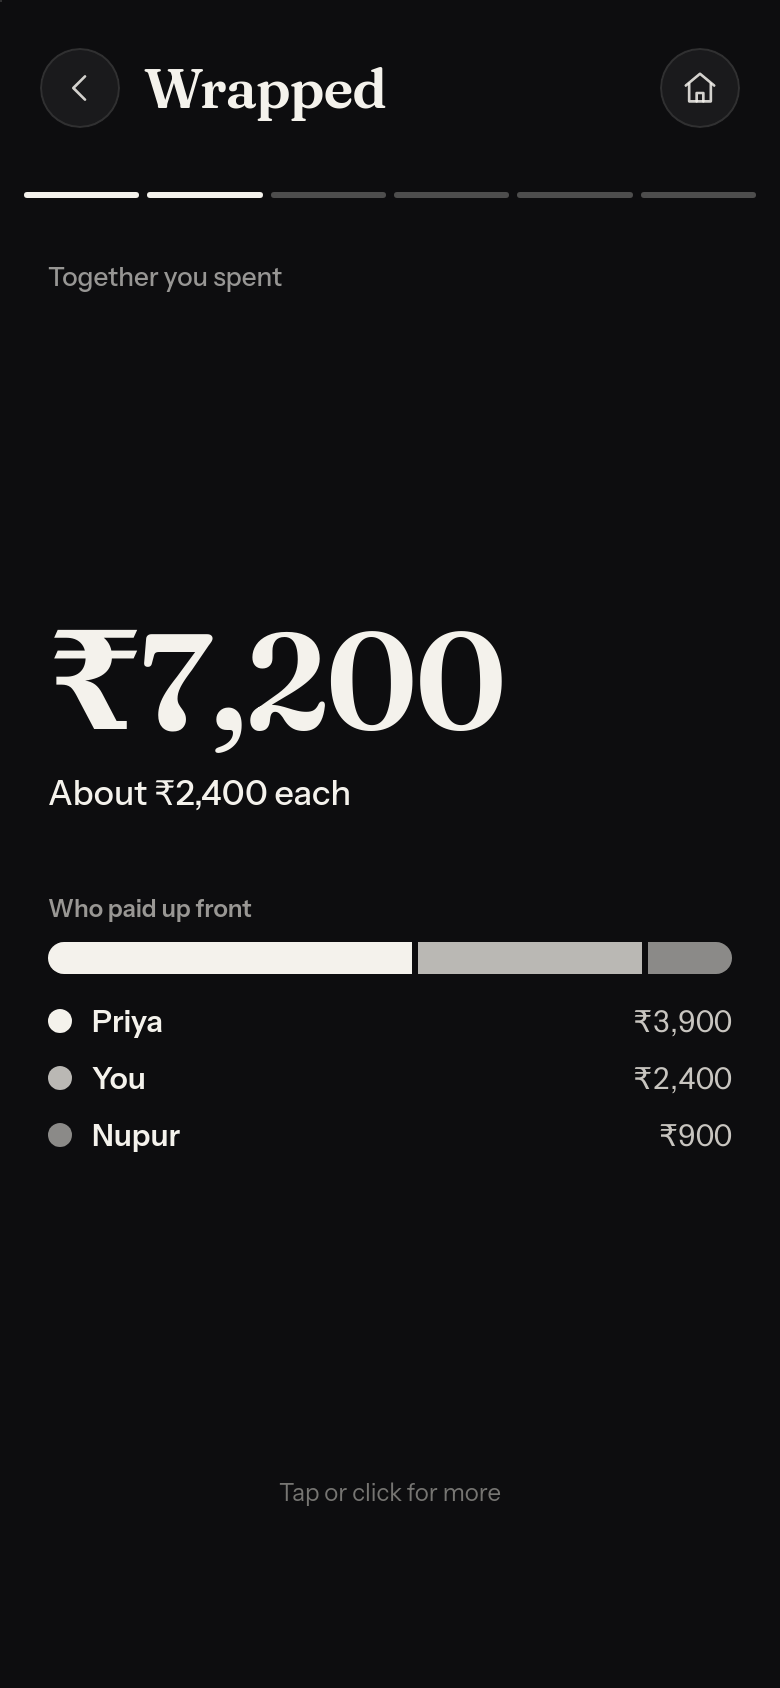 Wrapped
Together you spent
₹7,200
About ₹2,400 each
Who paid up front
Priya ₹3,900
You ₹2,400
Nupur ₹900
Tap or click for more